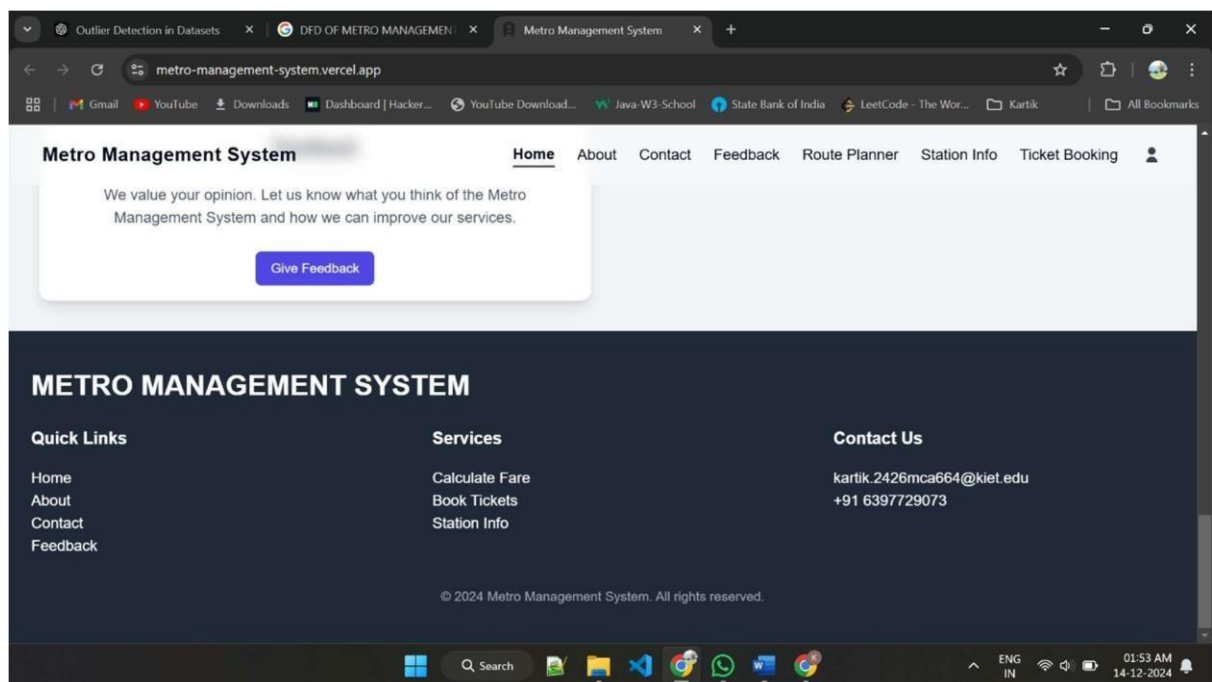 Outlier Detection in Datasets
DFD OF METRO MANAGEMENT
Metro Management System
metro-management-system.vercel.app
Gmail YouTube Downloads Dashboard | Hacker... YouTube Download... Java-W3-School State Bank of India LeetCode - The Wor... Kartik All Bookmarks
Metro Management System
Home About Contact Feedback Route Planner Station Info Ticket Booking
We value your opinion. Let us know what you think of the Metro
Management System and how we can improve our services.
Give Feedback
METRO MANAGEMENT SYSTEM
Quick Links
Home
About
Contact
Feedback
Services
Calculate Fare
Book Tickets
Station Info
Contact Us
kartik.2426mca664@kiet.edu
+91 6397729073
© 2024 Metro Management System. All rights reserved.
Search
ENG
IN
01:53 AM
14-12-2024